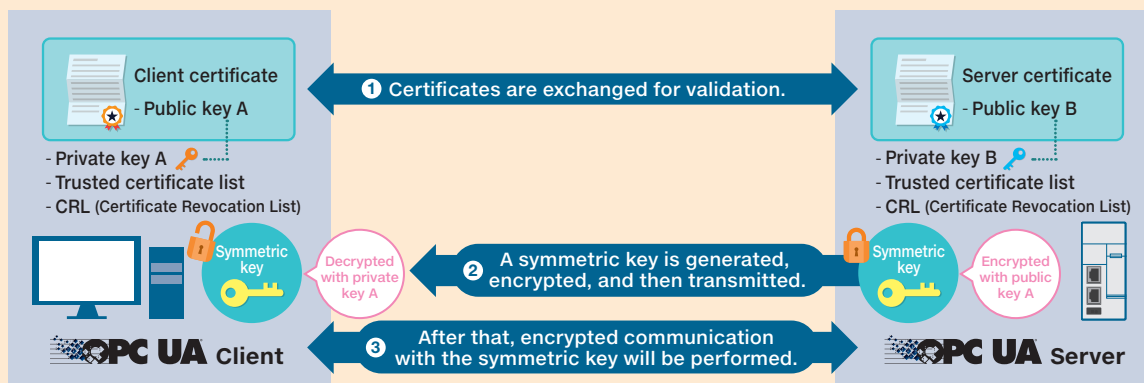 Client certificate
- Public key A
- Private key A
- Trusted certificate list
- CRL (Certificate Revocation List)
① Certificates are exchanged for validation.
Server certificate
- Public key B
- Private key B
- Trusted certificate list
- CRL (Certificate Revocation List)
Symmetric
key
Decrypted
with private
key A
② A symmetric key is generated,
encrypted, and then transmitted.
Symmetric
key
Encrypted
with public
key A
OPC UA Client
③ After that, encrypted communication
with the symmetric key will be performed.
OPC UA Server